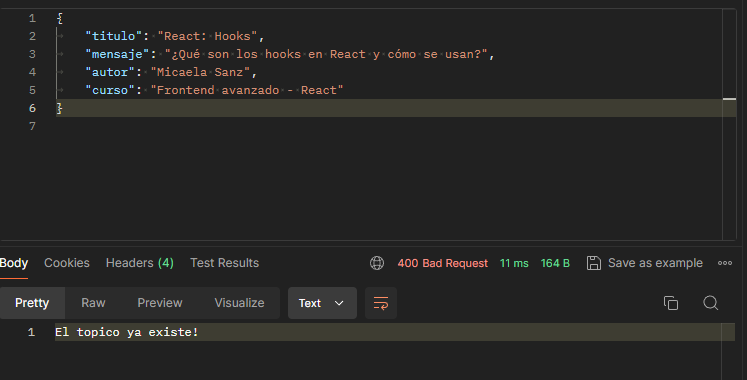 1 {
2 "titulo": "React: Hooks",
3 "mensaje": "¿Qué son los hooks en React y cómo se usan?",
4 "autor": "Micaela Sanz",
5 "curso": "Frontend avanzado - React"
6 }
7
Body Cookies Headers (4) Test Results 400 Bad Request 11 ms 164 B Save as example
Pretty Raw Preview Visualize Text
1 El topico ya existe!